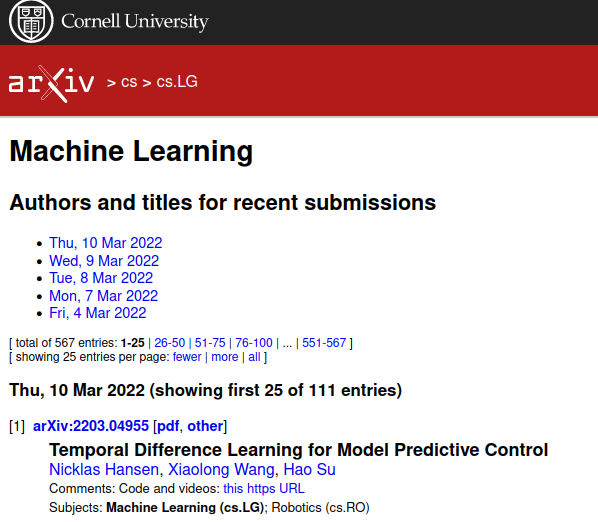 Cornell University
arXiv > cs > cs.LG
Machine Learning
Authors and titles for recent submissions
• Thu, 10 Mar 2022
• Wed, 9 Mar 2022
• Tue, 8 Mar 2022
• Mon, 7 Mar 2022
• Fri, 4 Mar 2022
[ total of 567 entries: 1-25 | 26-50 | 51-75 | 76-100 | ... | 551-567 ]
[ showing 25 entries per page: fewer | more | all ]
Thu, 10 Mar 2022 (showing first 25 of 111 entries)
[1] arXiv:2203.04955 [pdf, other]
Temporal Difference Learning for Model Predictive Control
Nicklas Hansen, Xiaolong Wang, Hao Su
Comments: Code and videos: this https URL
Subjects: Machine Learning (cs.LG); Robotics (cs.RO)